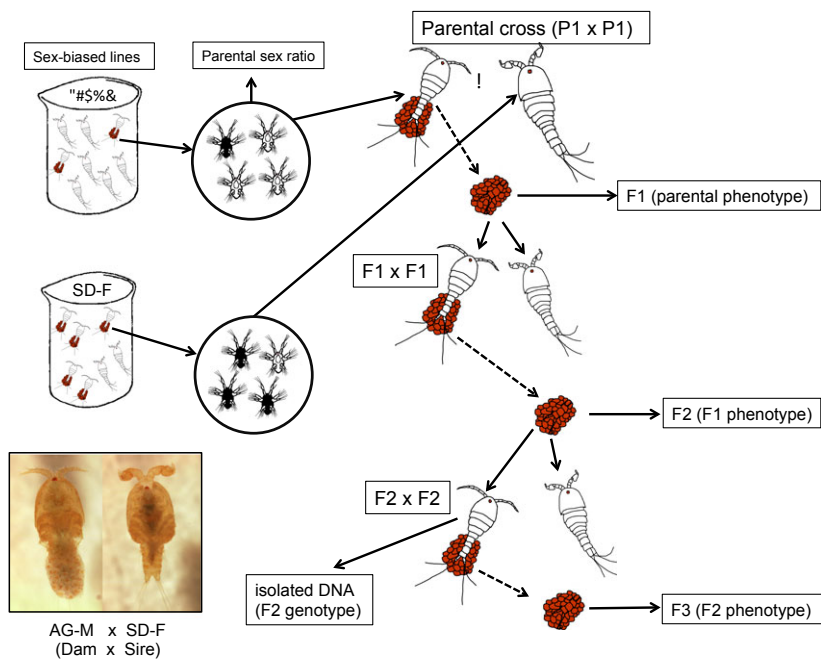 Parental cross (P1 x P1)
Sex-biased lines
Parental sex ratio
"#$%&
!
F1 (parental phenotype)
F1 x F1
SD-F
F2 (F1 phenotype)
F2 x F2
isolated DNA
(F2 genotype)
F3 (F2 phenotype)
AG-M x SD-F
(Dam x Sire)